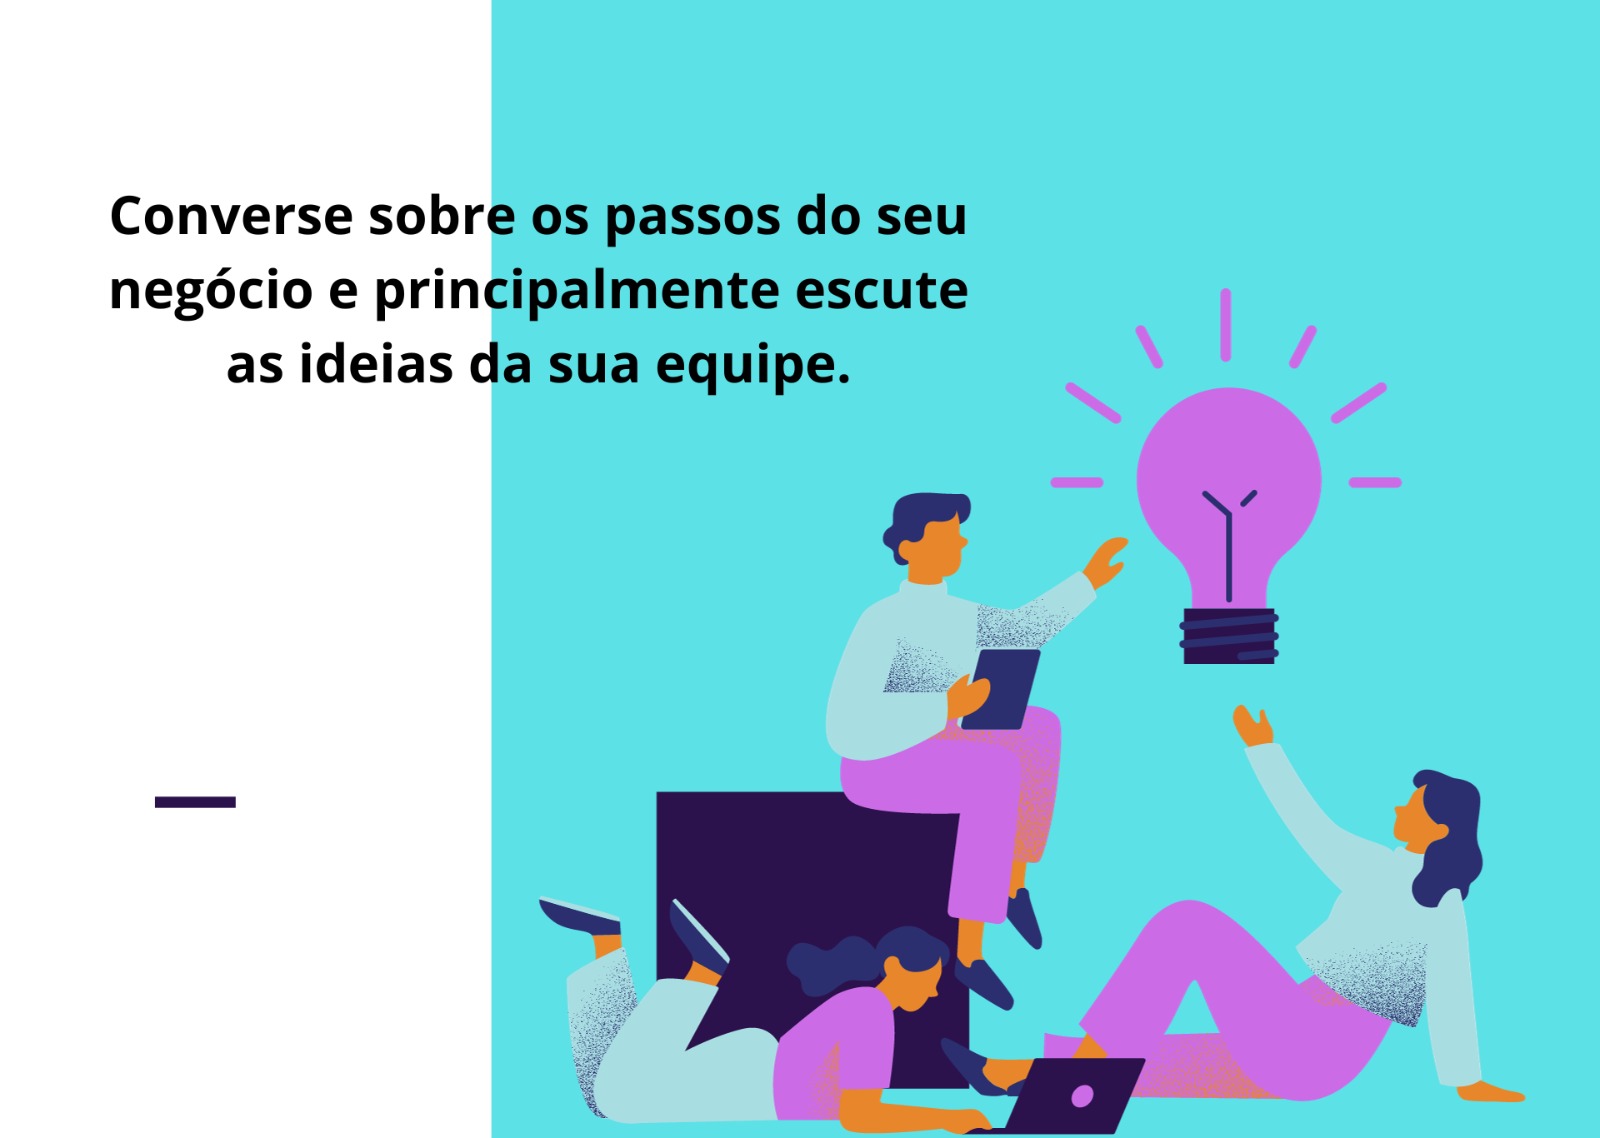 Converse sobre os passos do seu
negócio e principalmente escute
as ideias da sua equipe.